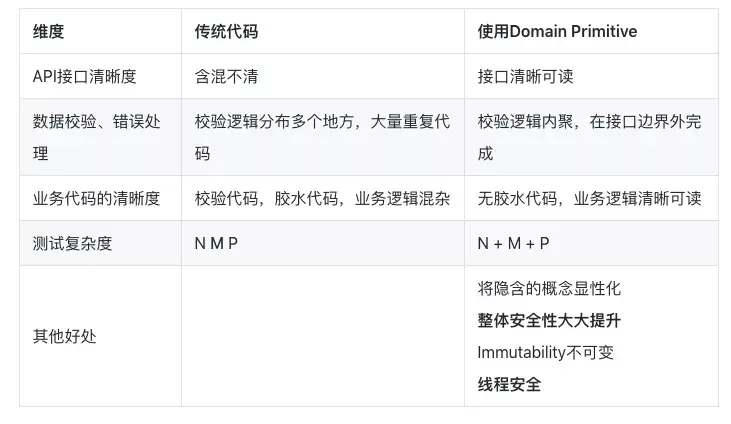 维度 传统代码 使用Domain Primitive
API接口清晰度 含混不清 接口清晰可读
数据校验、错误处 校验逻辑分布多个地方，大量重复代 校验逻辑内聚，在接口边界外完
理 码 成
业务代码的清晰度 校验代码，胶水代码，业务逻辑混杂 无胶水代码，业务逻辑清晰可读
测试复杂度 N M P N + M + P
将隐含的概念显性化
整体安全性大大提升
其他好处
Immutability不可变
线程安全